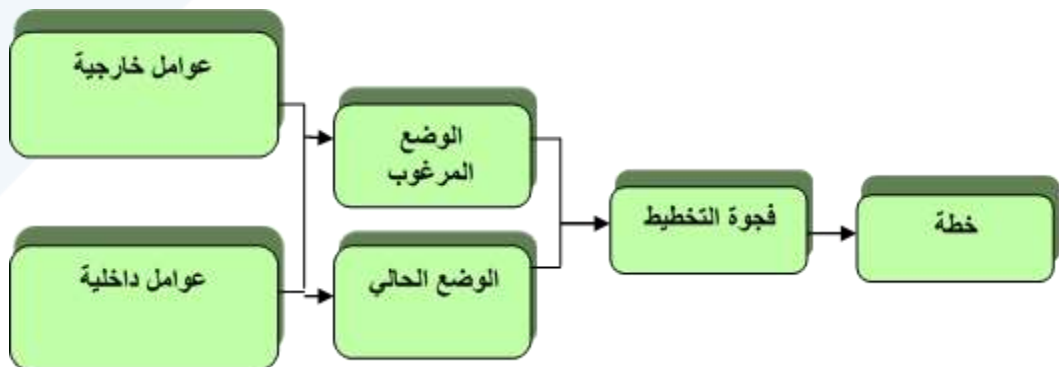 عوامل خارجية
الوضع
المرغوب
فجوة التخطيط
خطة
عوامل داخلية
الوضع الحالي